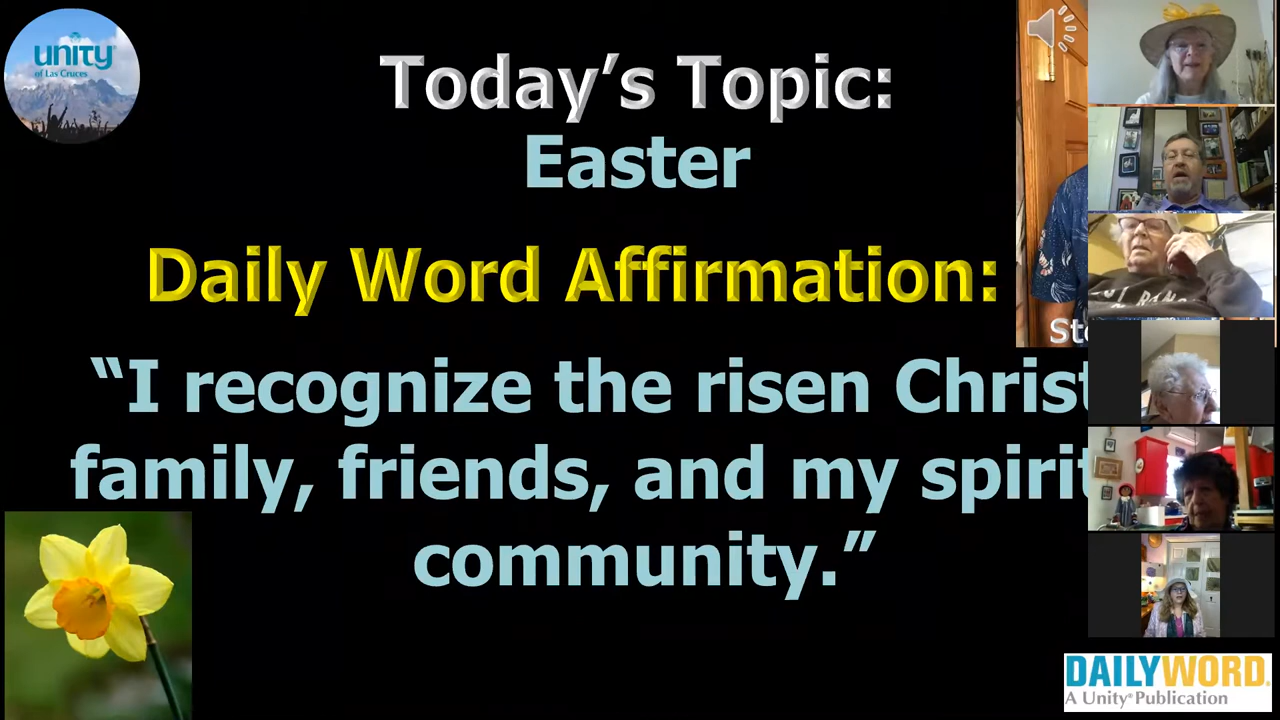 unity
of Las Cruces
Today’s Topic:
Easter
Daily Word Affirmation:
“I recognize the risen Christ
family, friends, and my spirit
community.”
DAILY WORD
A Unity® Publication